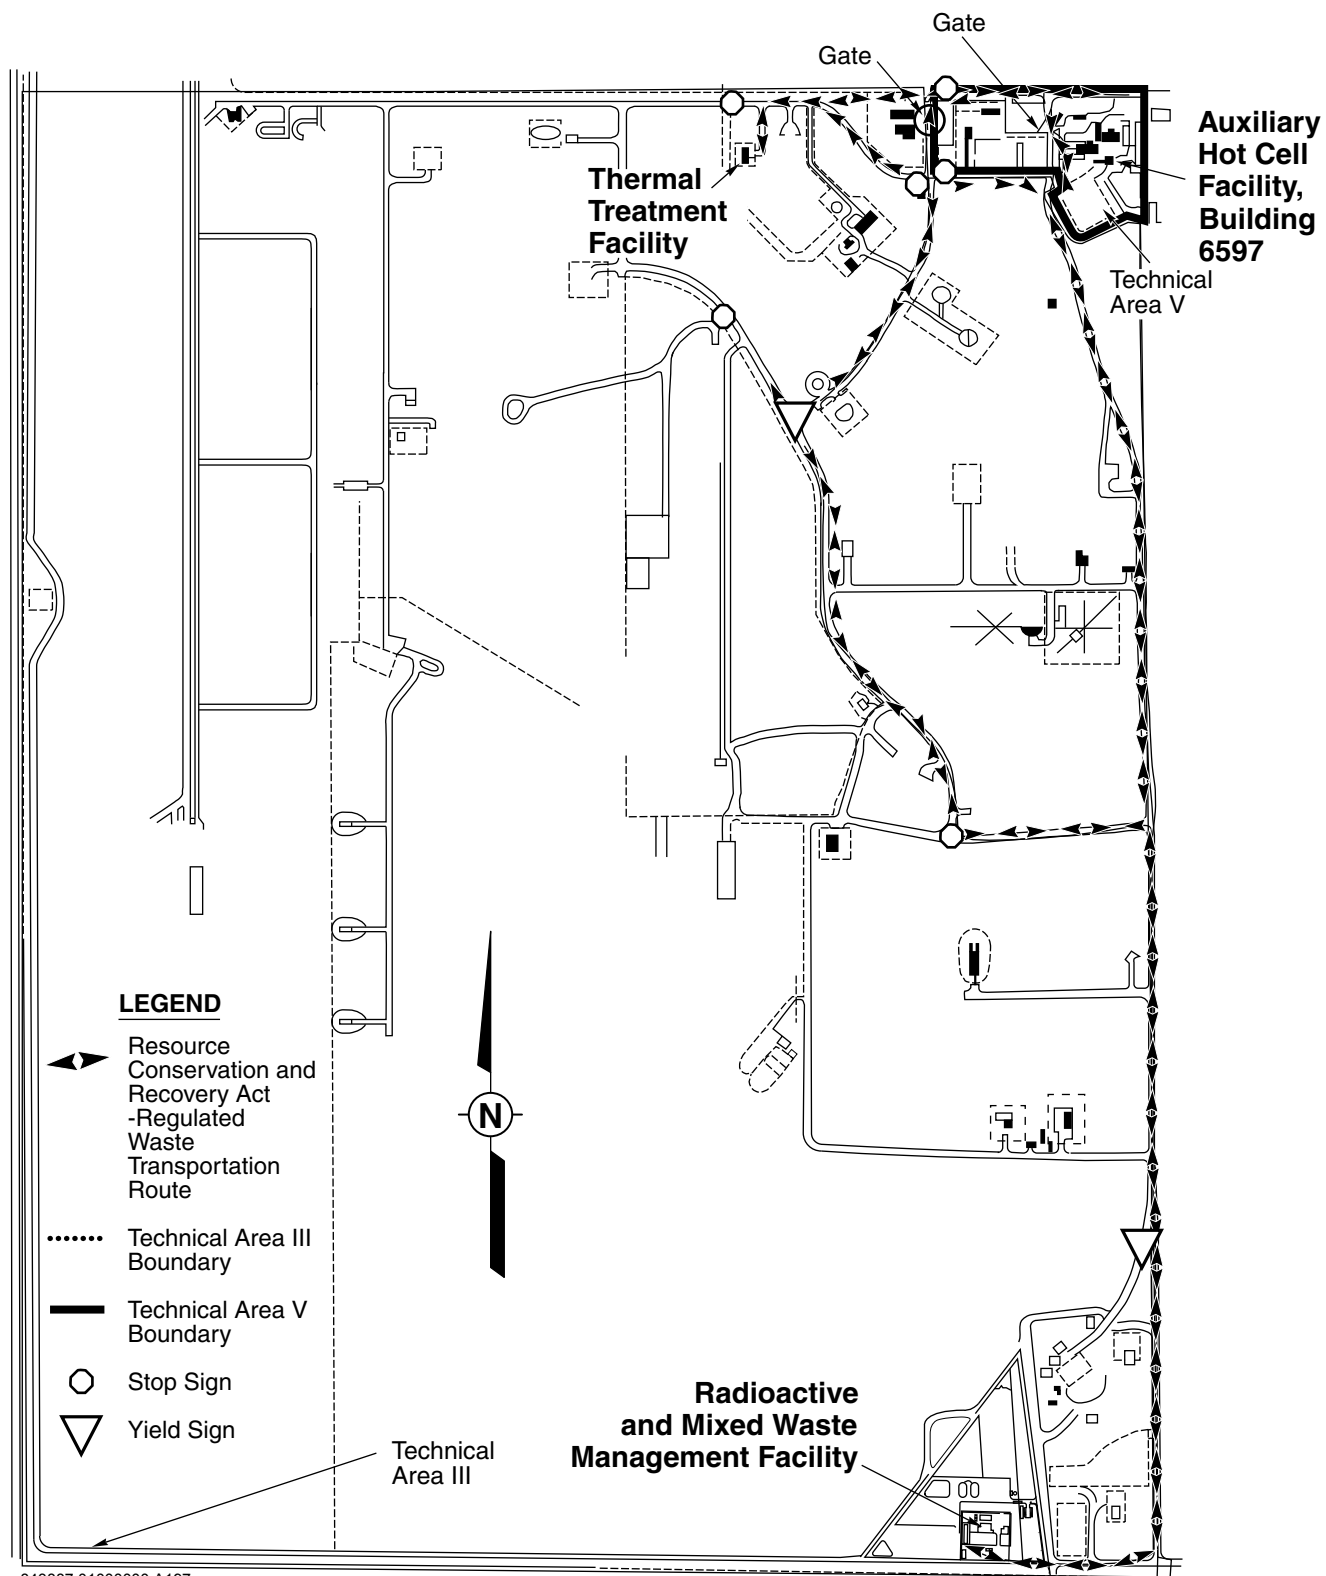 Gate
Gate
Auxiliary
Hot Cell
Facility,
Building
6597
Thermal
Treatment
Facility
Technical
Area V
LEGEND
Resource
Conservation and
Recovery Act
-Regulated
Waste
Transportation
Route
Technical Area III
Boundary
Technical Area V
Boundary
Stop Sign
Yield Sign
N
Radioactive
and Mixed Waste
Management Facility
Technical
Area III